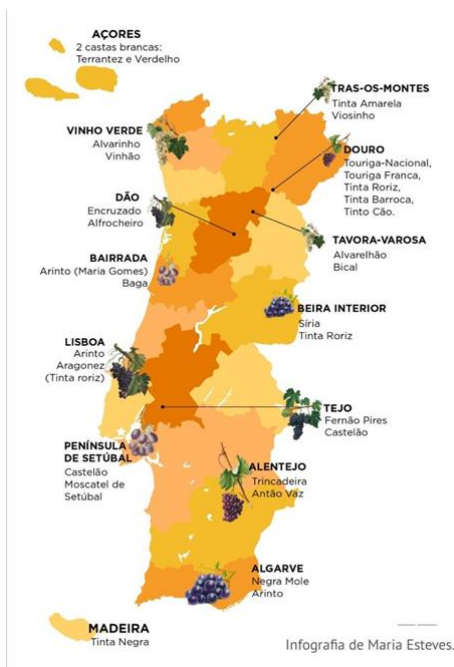 AÇORES
2 castas brancas:
Terrantez e Verdelho
TRAS-OS-MONTES
Tinta Amarela
Viosinho
VINHO VERDE
Alvarinho
Vinhão
DOURO
Touriga-Nacional,
Touriga Franca,
Tinta Roriz,
Tinta Barroca,
Tinto Cão.
DÃO
Encruzado
Alfrocheiro
TAVORA-VAROSA
Alvarelhão
Bical
BAIRRADA
Arinto (Maria Gomes)
Baga
BEIRA INTERIOR
Síria
Tinta Roriz
LISBOA
Arinto
Aragonez
(Tinta roriz)
TEJO
Fernão Pires
Castelão
PENÍNSULA
DE SETÚBAL
Castelão
Moscatel de
Setúbal
ALENTEJO
Trincadeira
Antão Vaz
ALGARVE
Negra Mole
Arinto
MADEIRA
Tinta Negra
Infografia de Maria Esteves.